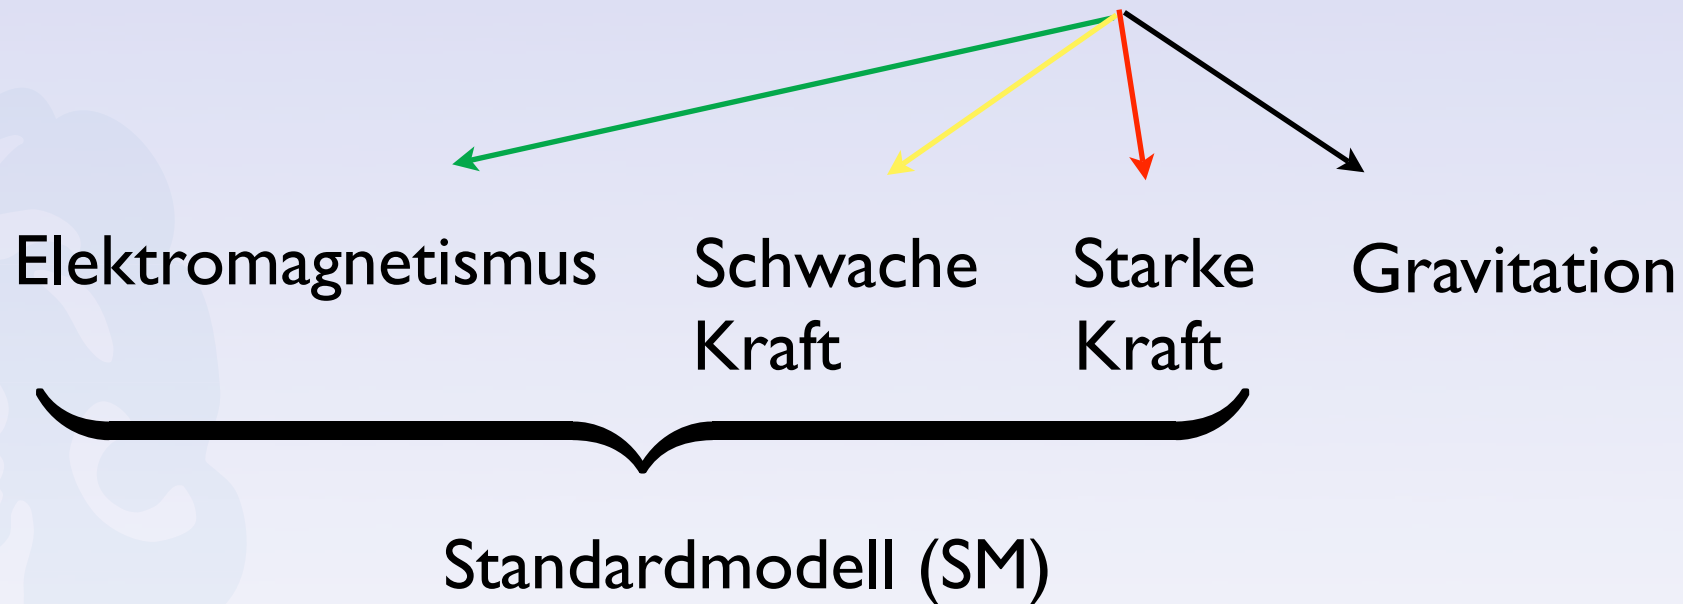 Elektromagnetismus
Schwache
Kraft
Starke
Kraft
Gravitation
Standardmodell (SM)